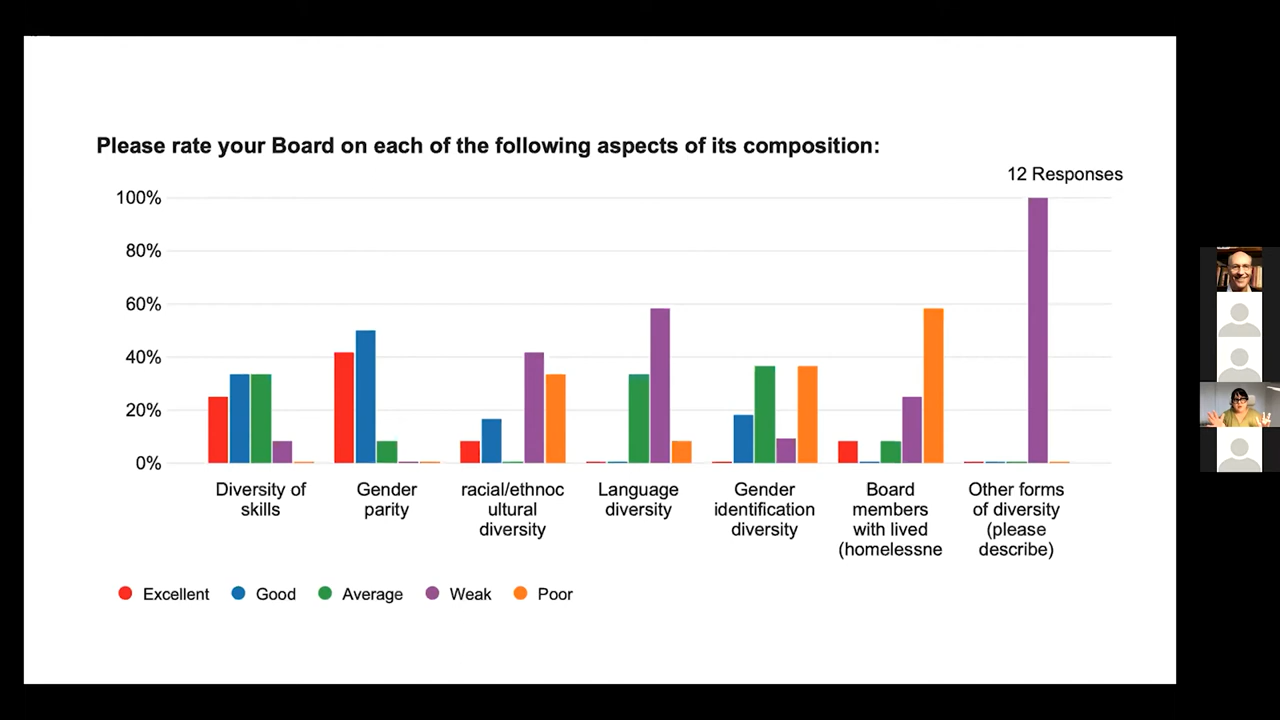 Please rate your Board on each of the following aspects of its composition:
12 Responses
100%
80%
60%
40%
20%
0%
Diversity of
skills
Gender
parity
racial/ethnoc
ultural
diversity
Language
diversity
Gender
identification
diversity
Board
members
with lived
(homelessne
Other forms
of diversity
(please
describe)
Excellent
Good
Average
Weak
Poor